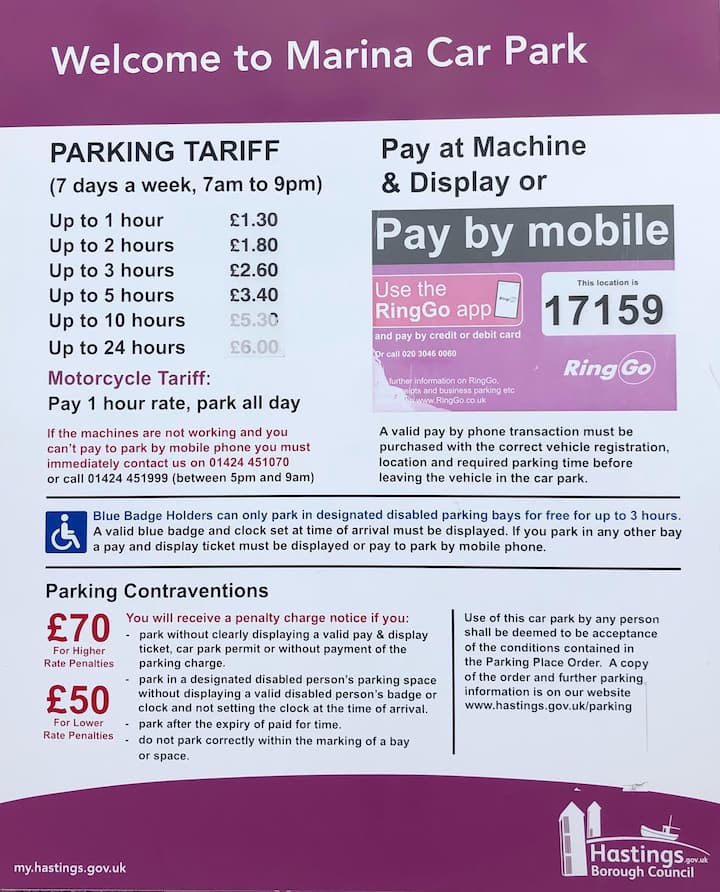 Welcome to Marina Car Park
PARKING TARIFF
(7 days a week, 7am to 9pm)
Up to 1 hour £1.30
Up to 2 hours £1.80
Up to 3 hours £2.60
Up to 5 hours £3.40
Up to 10 hours £5.30
Up to 24 hours £6.00
Motorcycle Tariff:
Pay 1 hour rate, park all day
If the machines are not working and you
can't pay to park by mobile phone you must
immediately contact us on 01424 451070
or call 01424 451999 (between 5pm and 9am)
Pay at Machine
& Display or
Pay by mobile
Use the
RingGo app
RingGo
and pay by credit or debit card
Or call 020 3046 0060
further information on RingGo,
and business parking etc
www.RingGo.co.uk
This location is
17159
RingGo
A valid pay by phone transaction must be
purchased with the correct vehicle registration,
location and required parking time before
leaving the vehicle in the car park.
Blue Badge Holders can only park in designated disabled parking bays for free for up to 3 hours.
A valid blue badge and clock set at time of arrival must be displayed. If you park in any other bay
a pay and display ticket must be displayed or pay to park by mobile phone.
Parking Contraventions
£70
For Higher
Rate Penalties
£50
For Lower
Rate Penalties
You will receive a penalty charge notice if you:
- park without clearly displaying a valid pay & display
ticket, car park permit or without payment of the
parking charge.
- park in a designated disabled person's parking space
without displaying a valid disabled person's badge or
clock and not setting the clock at the time of arrival.
- park after the expiry of paid for time.
- do not park correctly within the marking of a bay
or space.
Use of this car park by any person
shall be deemed to be acceptance
of the conditions contained in
the Parking Place Order. A copy
of the order and further parking
information is on our website
www.hastings.gov.uk/parking
my.hastings.gov.uk
Hastings.gov.uk
Borough Council